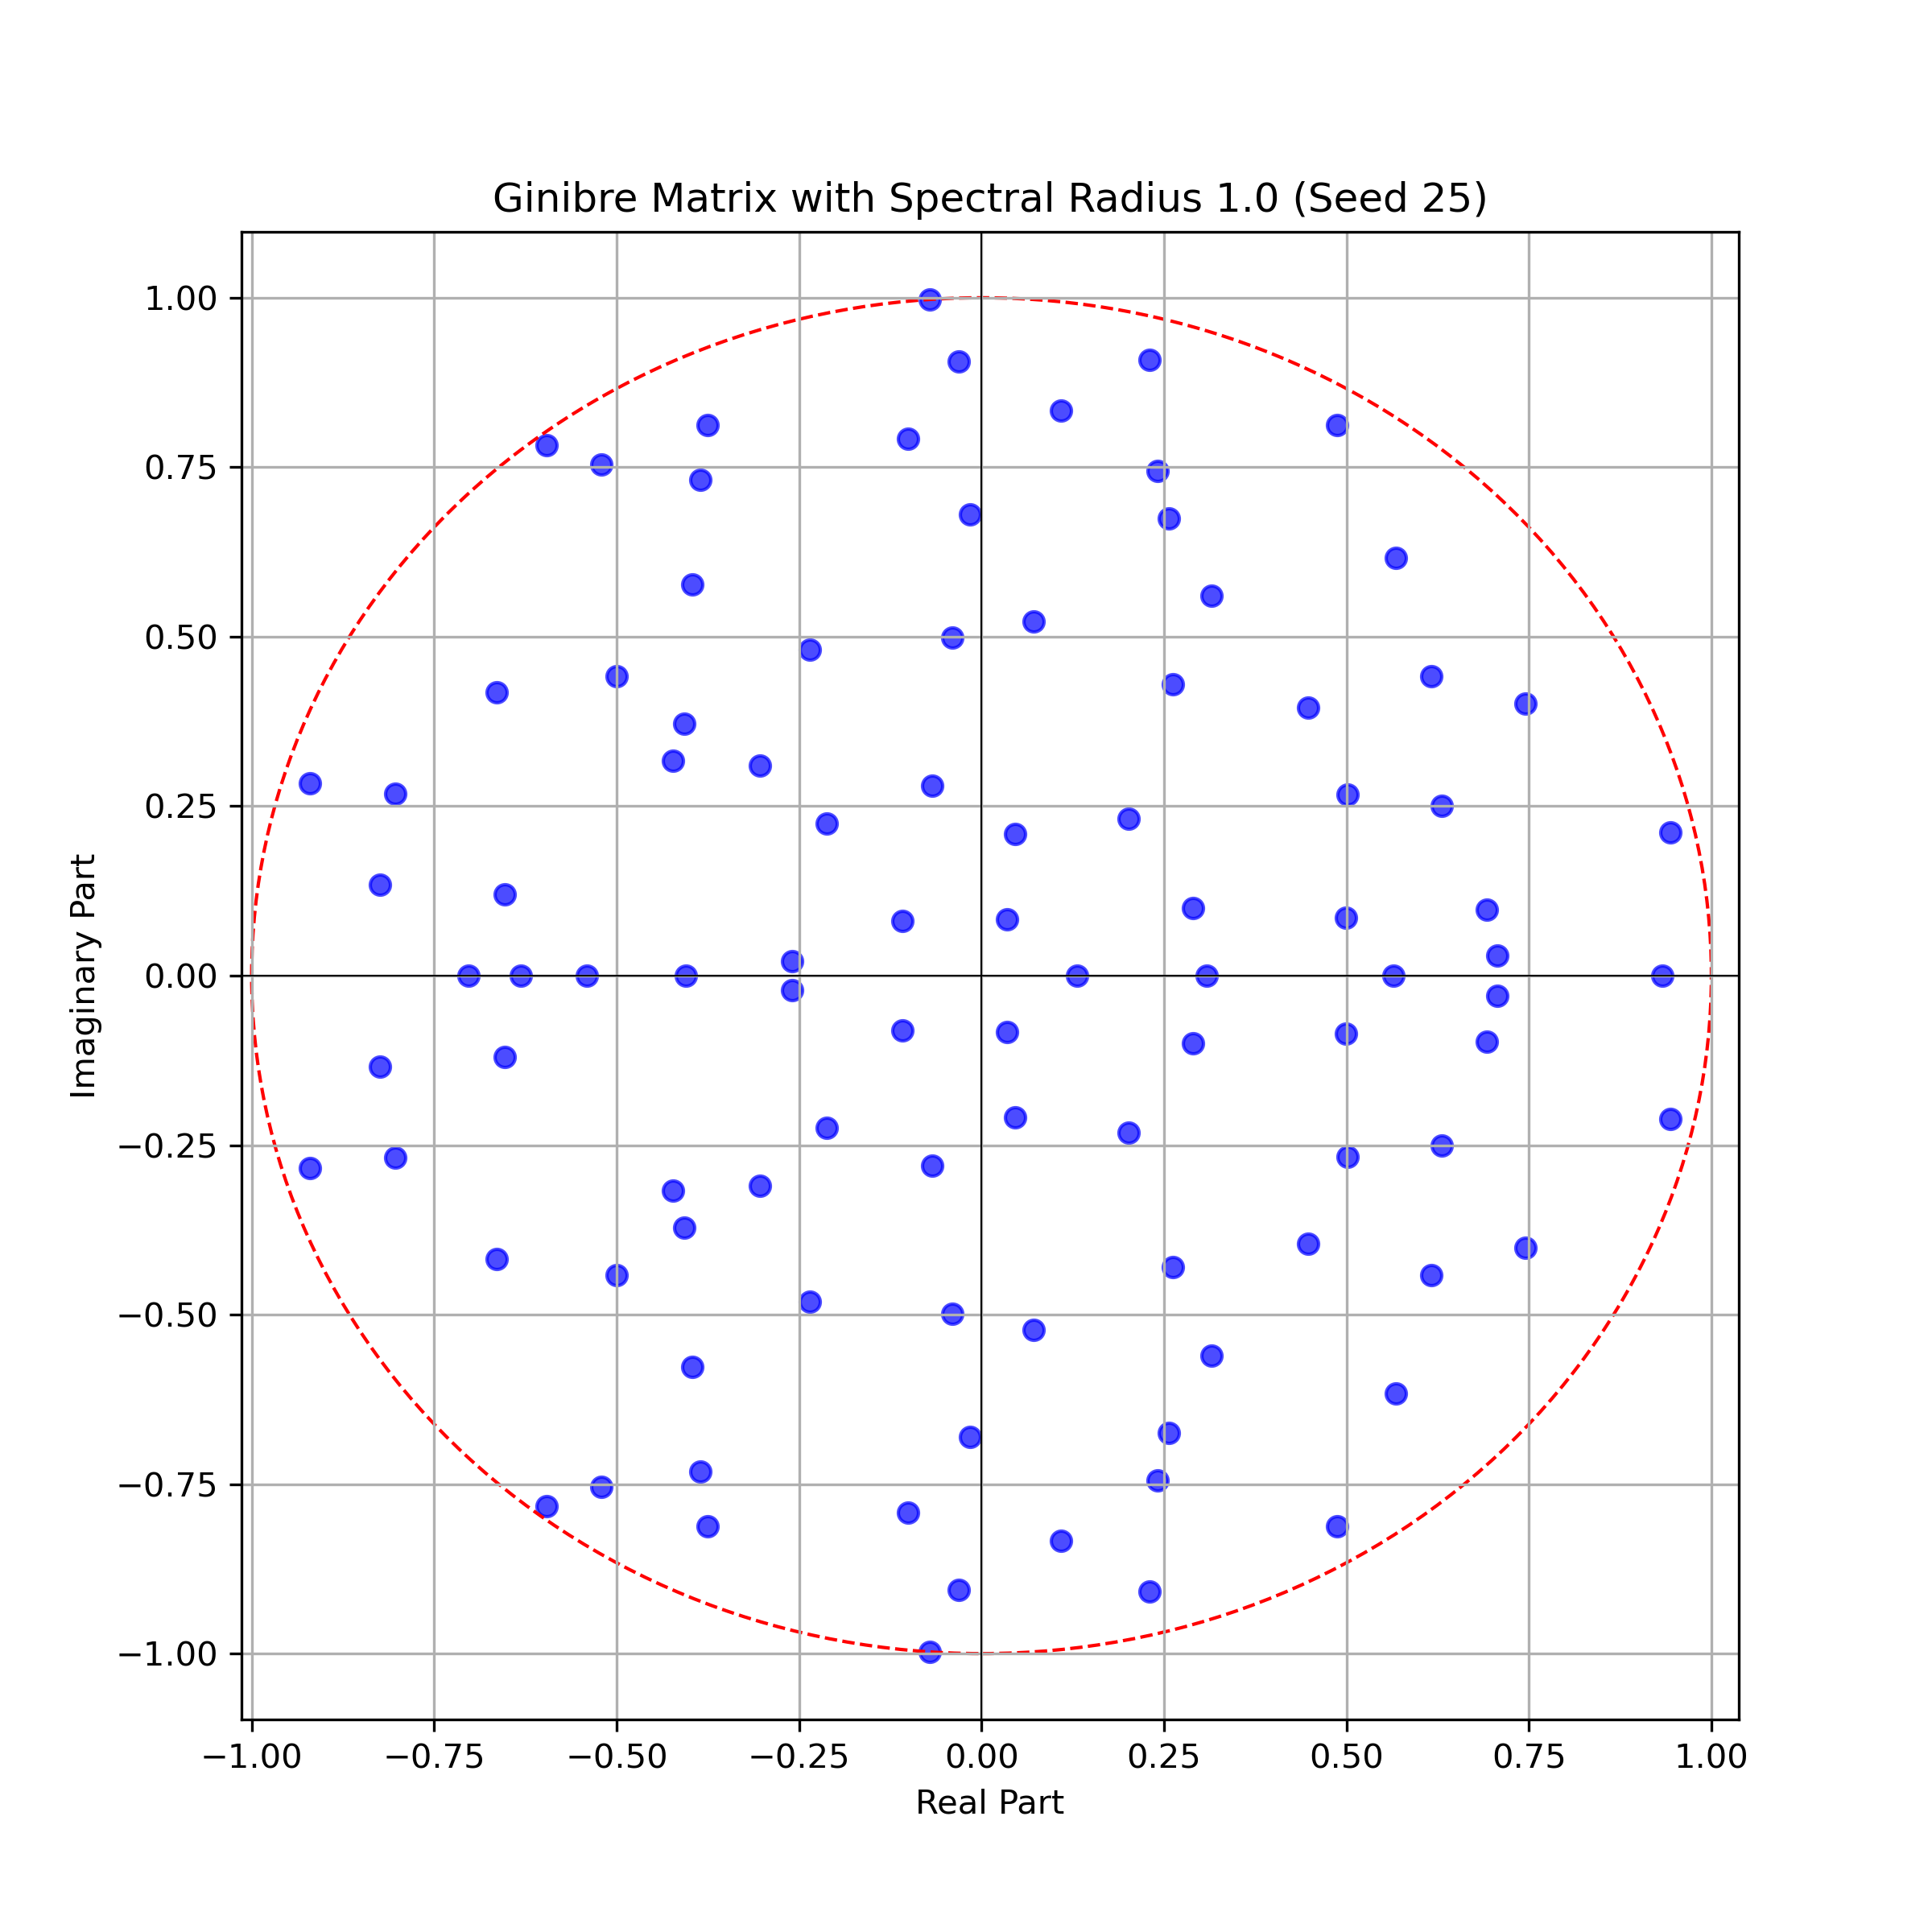 Ginibre Matrix with Spectral Radius 1.0 (Seed 25)
1.00
0.75
0.50
0.25
0.00
−0.25
−0.50
−0.75
−1.00
Imaginary Part
−1.00 −0.75 −0.50 −0.25 0.00 0.25 0.50 0.75 1.00
Real Part